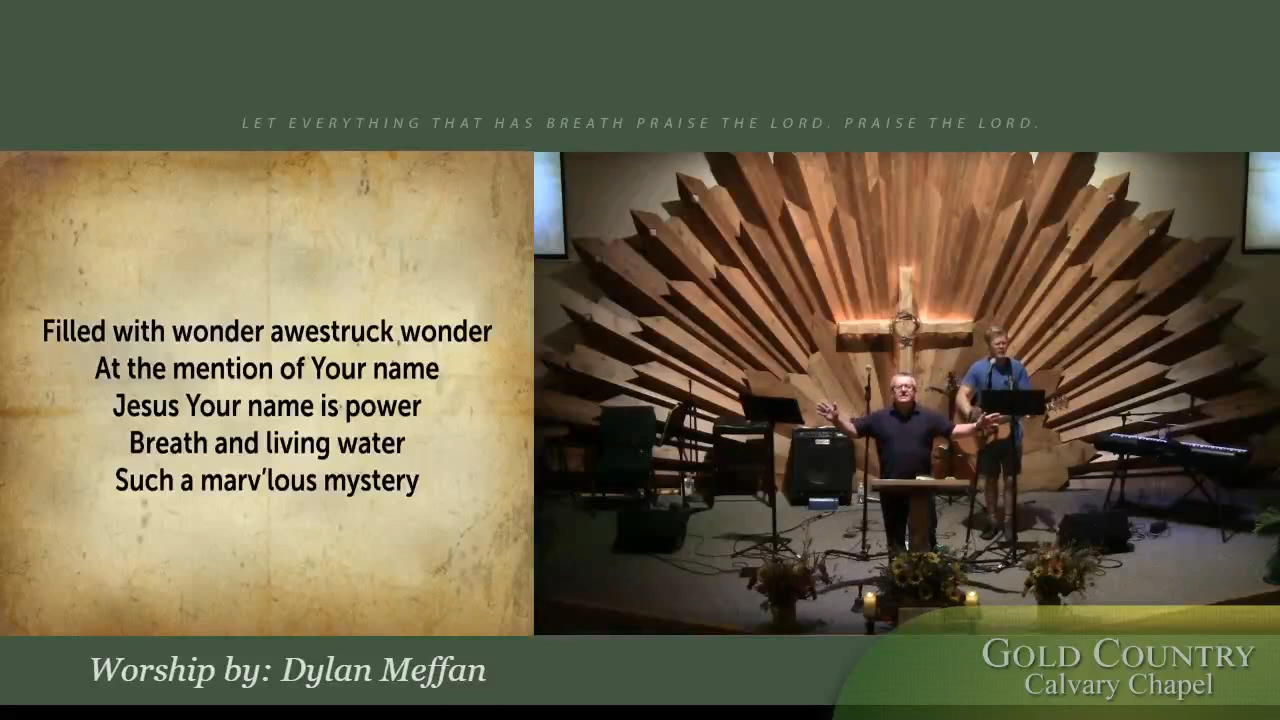 LET EVERYTHING THAT HAS BREATH PRAISE THE LORD. PRAISE THE LORD.
Filled with wonder awestruck wonder
At the mention of Your name
Jesus Your name is power
Breath and living water
Such a marv'lous mystery
Worship by: Dylan Meffan
GOLD COUNTRY
Calvary Chapel